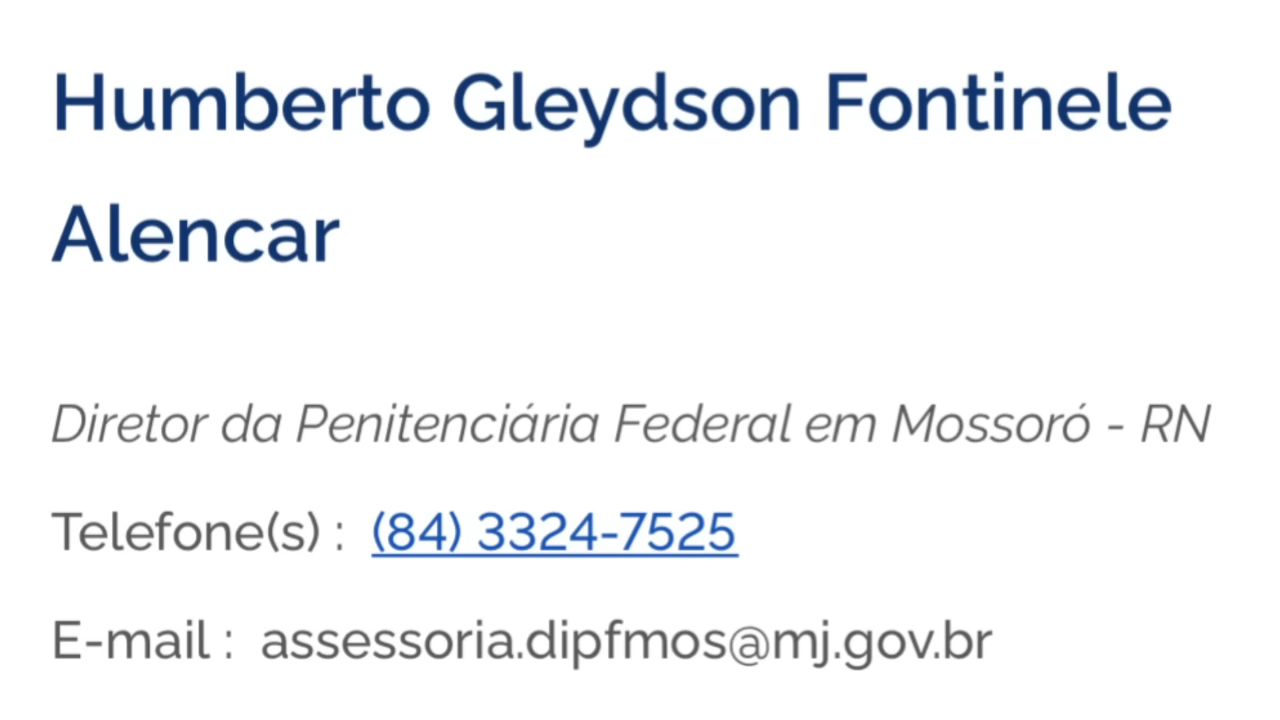 Humberto Gleydson Fontinele
Alencar
Diretor da Penitenciária Federal em Mossoró - RN
Telefone(s) : (84) 3324-7525
E-mail : assessoria.dipfmos@mj.gov.br